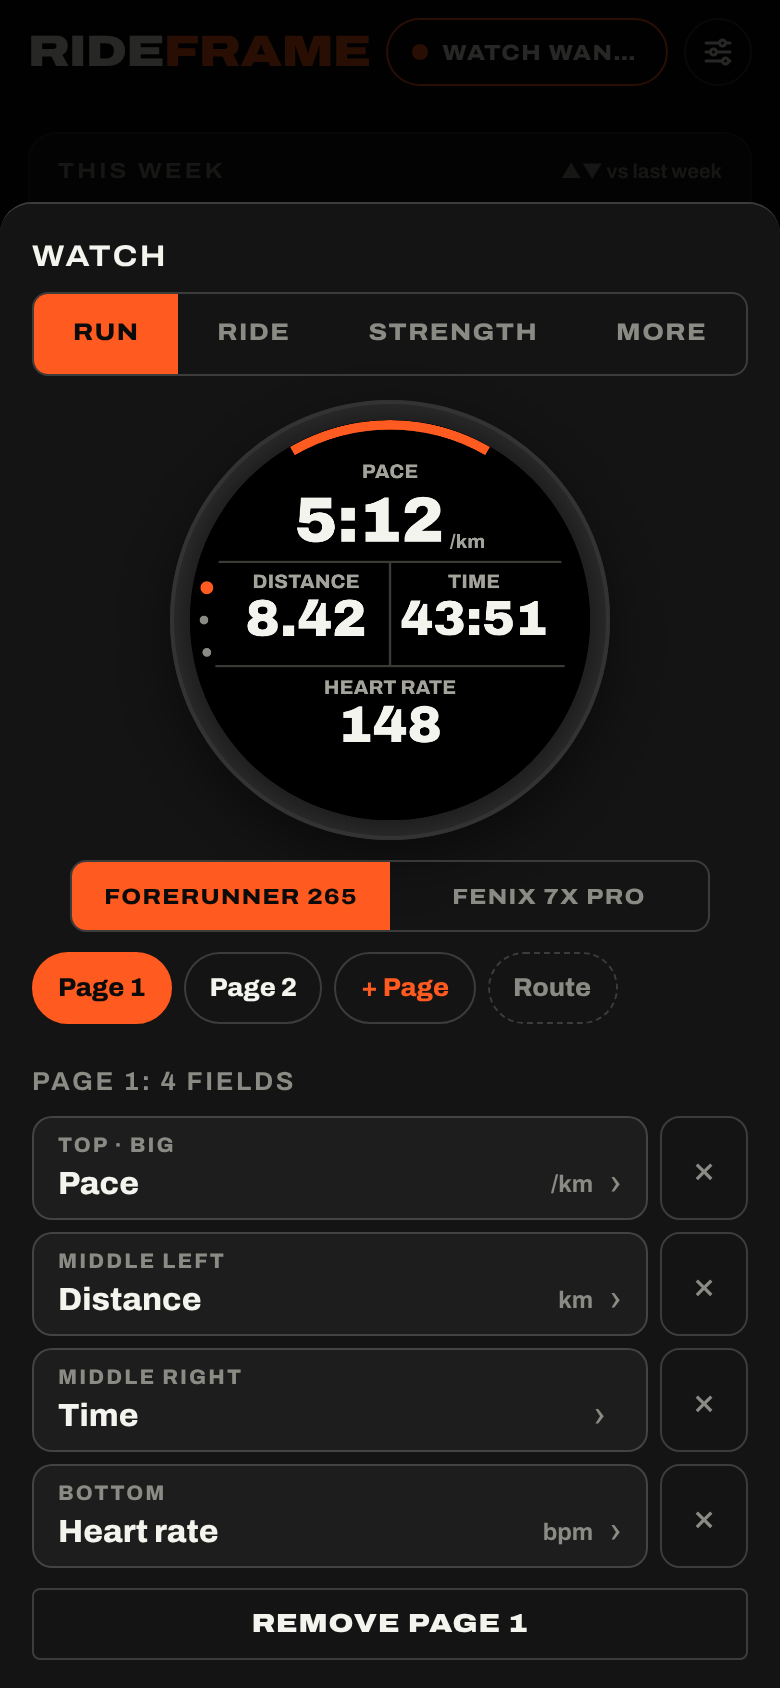 RIDEFRAME
WATCH WAN...
THIS WEEK
▲▼ vs last week
WATCH
RUN RIDE STRENGTH MORE
PACE
5:12 /km
DISTANCE TIME
8.42 43:51
HEART RATE
148
FORERUNNER 265 FENIX 7X PRO
Page 1 Page 2 + Page Route
PAGE 1: 4 FIELDS
TOP · BIG
Pace /km ›
×
MIDDLE LEFT
Distance km ›
×
MIDDLE RIGHT
Time ›
×
BOTTOM
Heart rate bpm ›
×
REMOVE PAGE 1